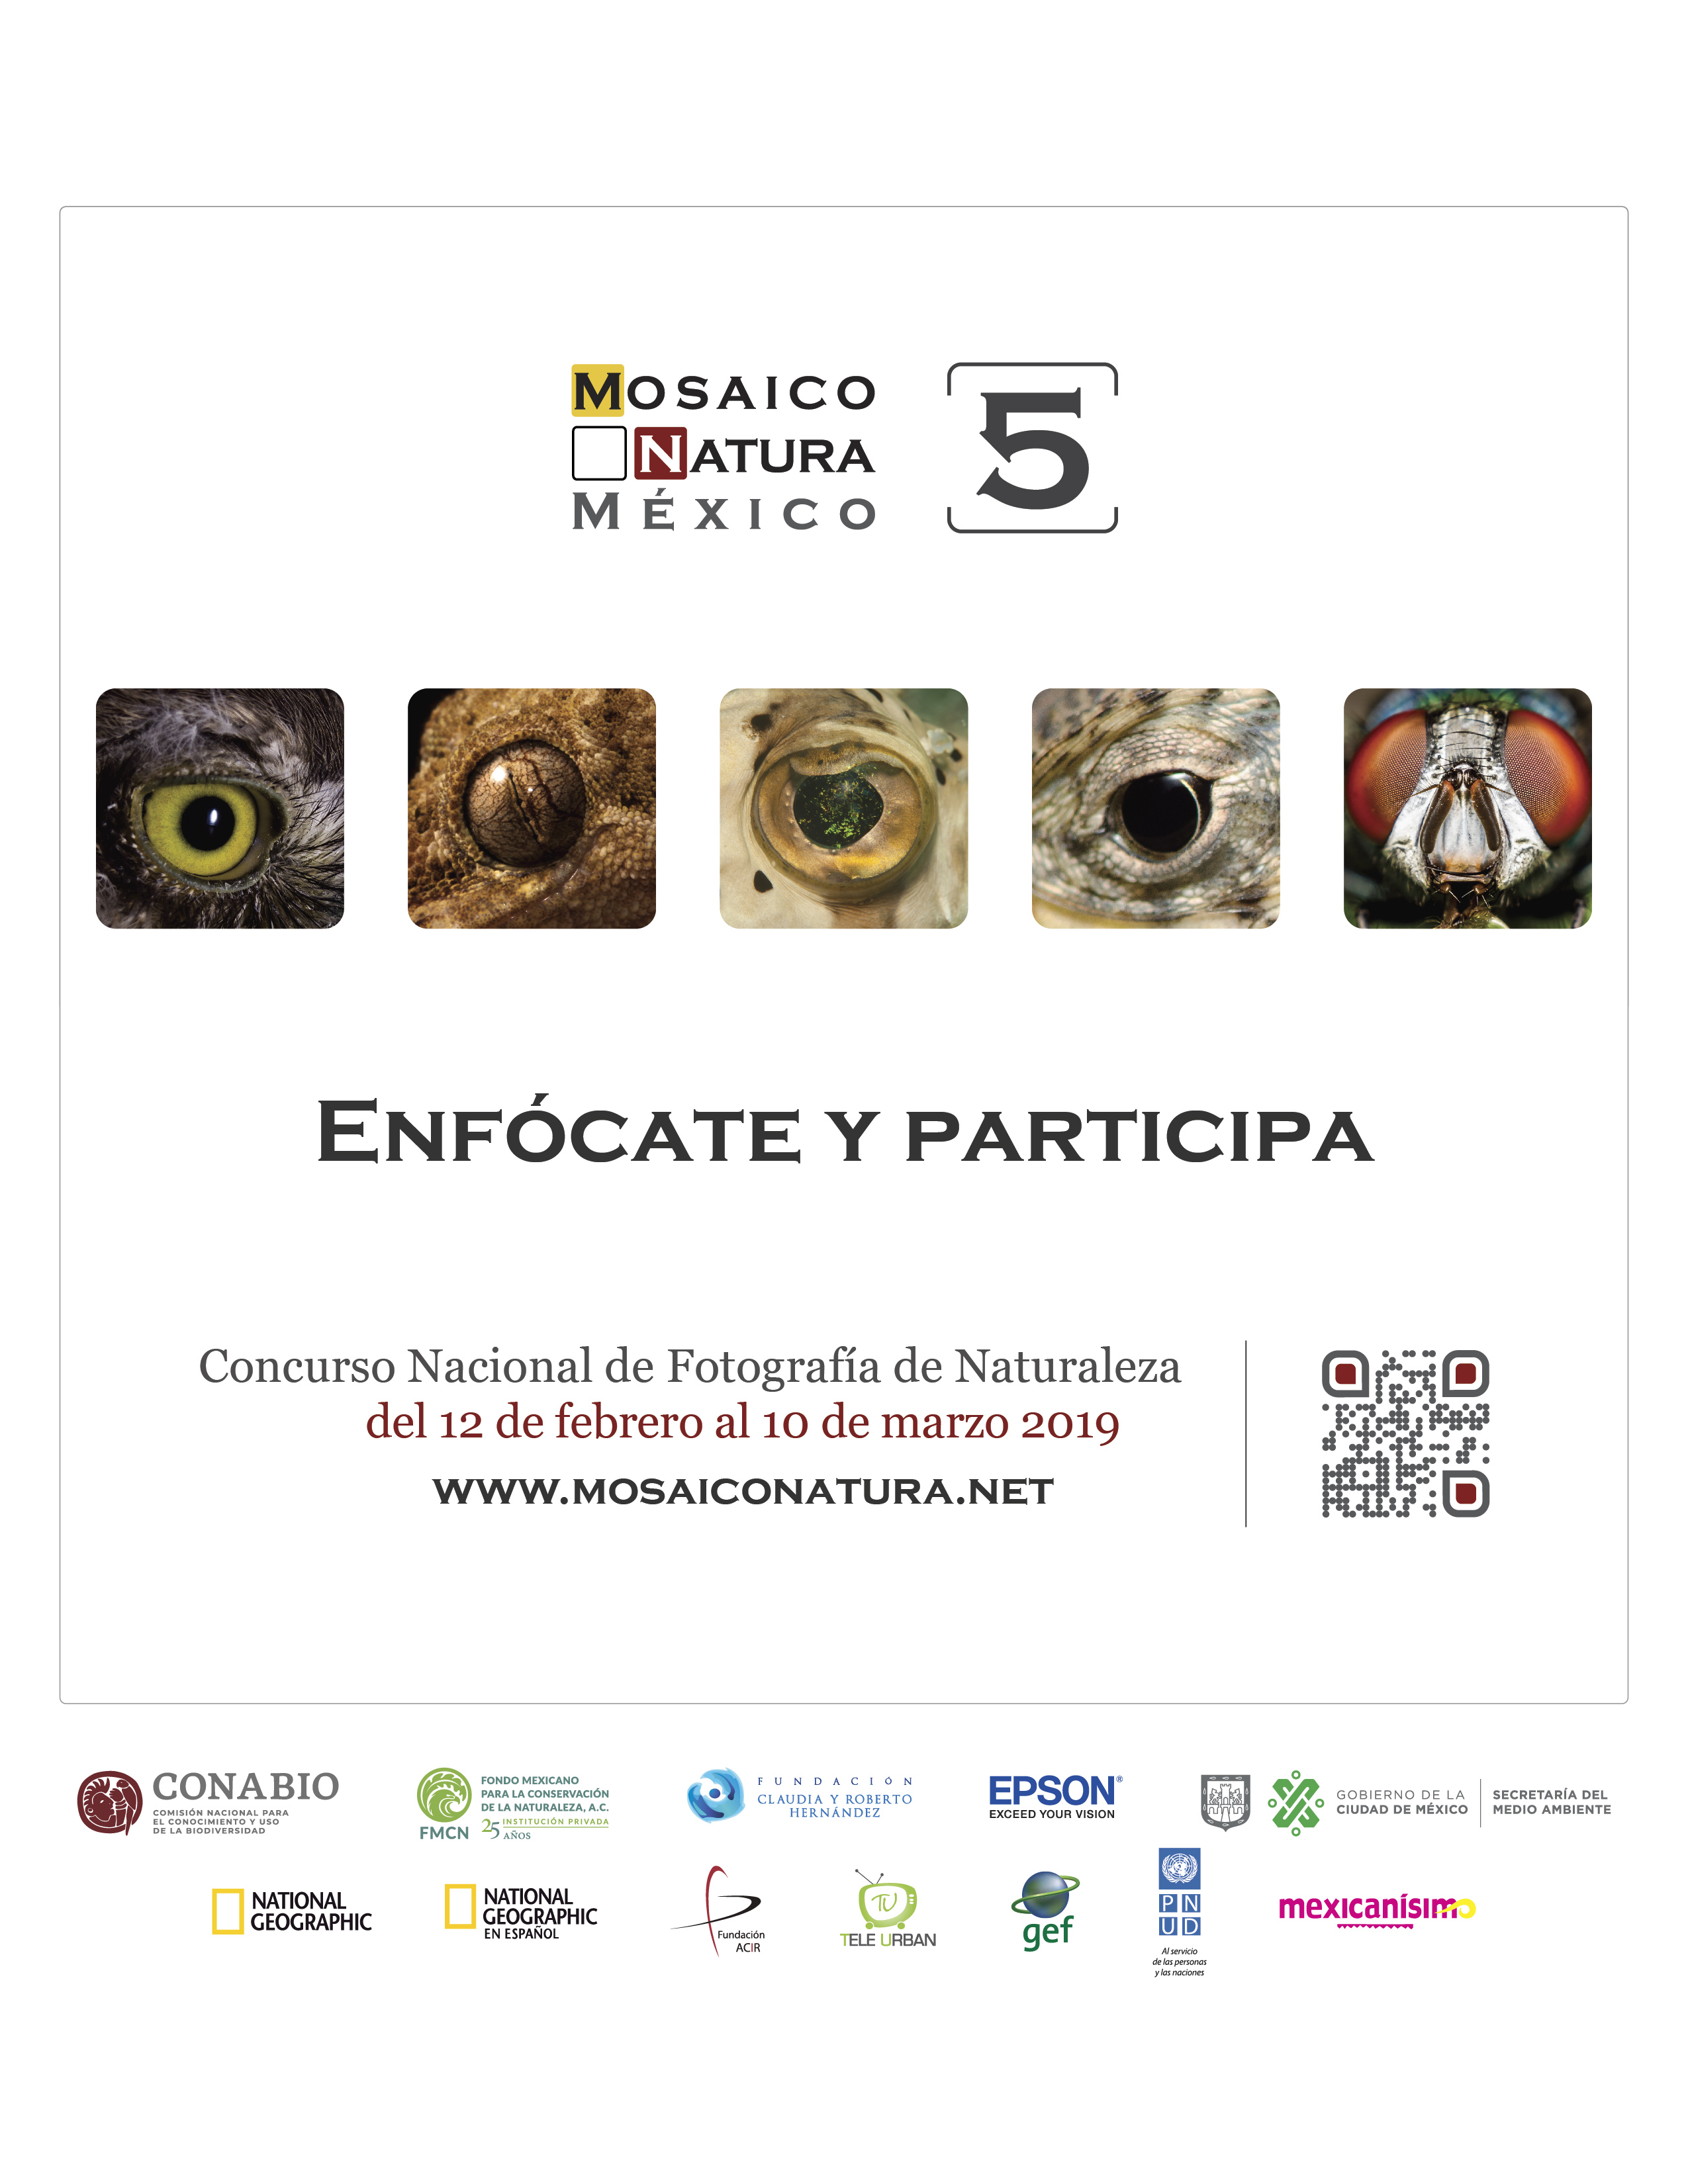 MOSAICO
NATURA
MÉXICO
5
ENFÓCATE Y PARTICIPA
Concurso Nacional de Fotografía de Naturaleza
del 12 de febrero al 10 de marzo 2019
WWW.MOSAICONATURA.NET
CONABIO
COMISIÓN NACIONAL PARA
EL CONOCIMIENTO Y USO
DE LA BIODIVERSIDAD
FMCN
FONDO MEXICANO
PARA LA CONSERVACIÓN
DE LA NATURALEZA, A.C.
25 INSTITUCIÓN PRIVADA
AÑOS
FUNDACIÓN
CLAUDIA Y ROBERTO
HERNÁNDEZ
EPSON®
EXCEED YOUR VISION
GOBIERNO DE LA
CIUDAD DE MÉXICO
SECRETARÍA DEL
MEDIO AMBIENTE
NATIONAL
GEOGRAPHIC
NATIONAL
GEOGRAPHIC
EN ESPAÑOL
Fundación
ACIR
TU
TELE URBAN
gef
PN
UD
Al servicio
de las personas
y las naciones
mexicanísimo